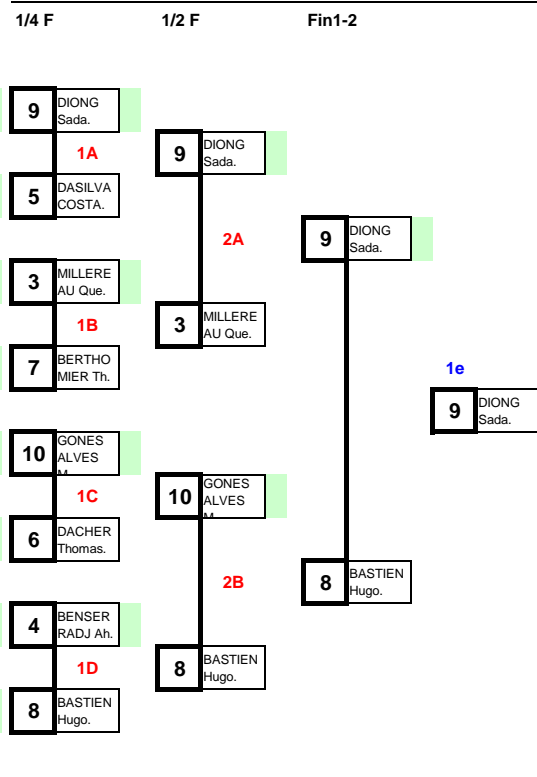 1/4 F 1/2 F Fin1-2
9 DIONG
Sada.
1A
5 DASILVA
COSTA.
3 MILLERE
AU Que.
1B
7 BERTHO
MIER Th.
10 GONES
ALVES
M
1C
6 DACHER
Thomas.
4 BENSER
RADJ Ah.
1D
8 BASTIEN
Hugo.
9 DIONG
Sada.
2A
3 MILLERE
AU Que.
10 GONES
ALVES
M
2B
8 BASTIEN
Hugo.
9 DIONG
Sada.
8 BASTIEN
Hugo.
1e
9 DIONG
Sada.